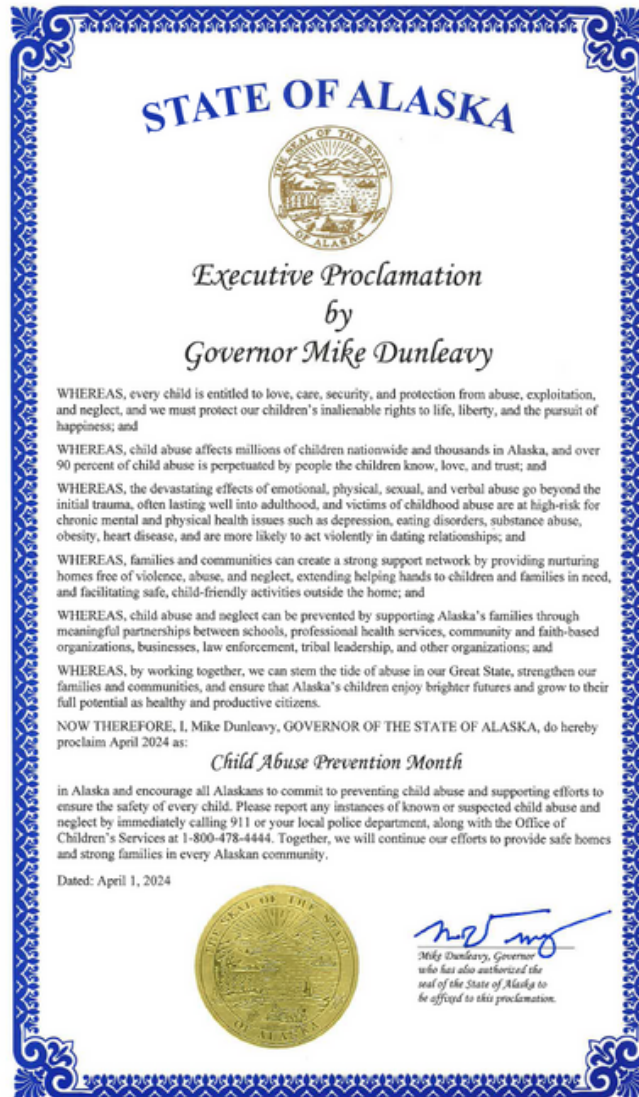 STATE OF ALASKA
THE SEAL OF THE STATE
OF ALASKA
Executive Proclamation
by
Governor Mike Dunleavy
WHEREAS, every child is entitled to love, care, security, and protection from abuse, exploitation,
and neglect, and we must protect our children's inalienable rights to life, liberty, and the pursuit of
happiness; and
WHEREAS, child abuse affects millions of children nationwide and thousands in Alaska, and over
90 percent of child abuse is perpetuated by people the children know, love, and trust; and
WHEREAS, the devastating effects of emotional, physical, sexual, and verbal abuse go beyond the
initial trauma, often lasting well into adulthood, and victims of childhood abuse are at high-risk for
chronic mental and physical health issues such as depression, eating disorders, substance abuse,
obesity, heart disease, and are more likely to act violently in dating relationships; and
WHEREAS, families and communities can create a strong support network by providing nurturing
homes free of violence, abuse, and neglect, extending helping hands to children and families in need,
and facilitating safe, child-friendly activities outside the home; and
WHEREAS, child abuse and neglect can be prevented by supporting Alaska's families through
meaningful partnerships between schools, professional health services, community and faith-based
organizations, businesses, law enforcement, tribal leadership, and other organizations; and
WHEREAS, by working together, we can stem the tide of abuse in our Great State, strengthen our
families and communities, and ensure that Alaska's children enjoy brighter futures and grow to their
full potential as healthy and productive citizens.
NOW THEREFORE, I, Mike Dunleavy, GOVERNOR OF THE STATE OF ALASKA, do hereby
proclaim April 2024 as:
Child Abuse Prevention Month
in Alaska and encourage all Alaskans to commit to preventing child abuse and supporting efforts to
ensure the safety of every child. Please report any instances of known or suspected child abuse and
neglect by immediately calling 911 or your local police department, along with the Office of
Children's Services at 1-800-478-4444. Together, we will continue our efforts to provide safe homes
and strong families in every Alaskan community.
Dated: April 1, 2024
THE SEAL OF THE STATE
OF ALASKA
Mike Dunleavy, Governor
who has also authorized the
seal of the State of Alaska to
be affixed to this proclamation.